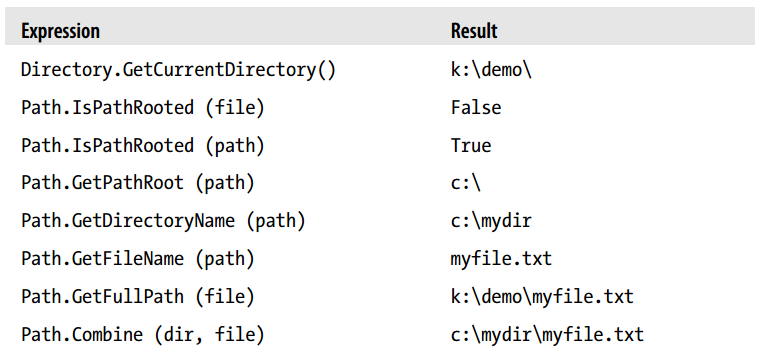 Expression Result
Directory.GetCurrentDirectory() k:\demo\
Path.IsPathRooted (file) False
Path.IsPathRooted (path) True
Path.GetPathRoot (path) c:\
Path.GetDirectoryName (path) c:\mydir
Path.GetFileName (path) myfile.txt
Path.GetFullPath (file) k:\demo\myfile.txt
Path.Combine (dir, file) c:\mydir\myfile.txt